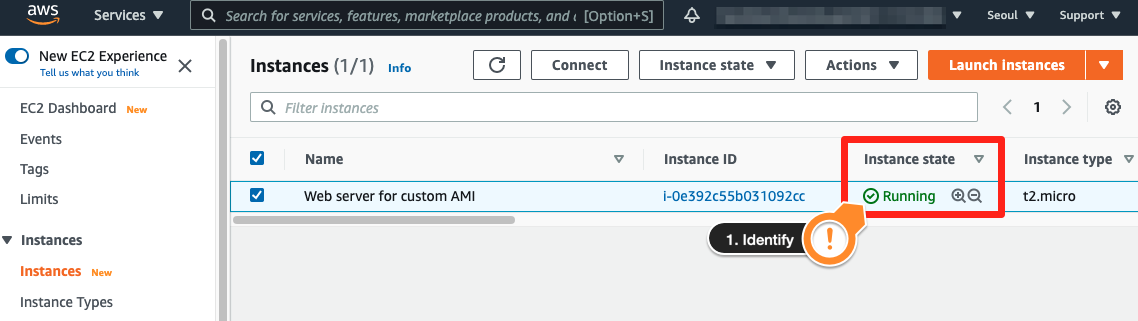 aws
Services ▼
Search for services, features, marketplace products, and d [Option+S]
Seoul ▼
Support ▼
New EC2 Experience
Tell us what you think
EC2 Dashboard New
Events
Tags
Limits
▼ Instances
Instances New
Instance Types
Instances (1/1) Info
Connect
Instance state ▼
Actions ▼
Launch instances ▼
Filter instances
1
Name
Instance ID
Instance state
Instance type
Web server for custom AMI
i-0e392c55b031092cc
Running
t2.micro
1. Identify
!